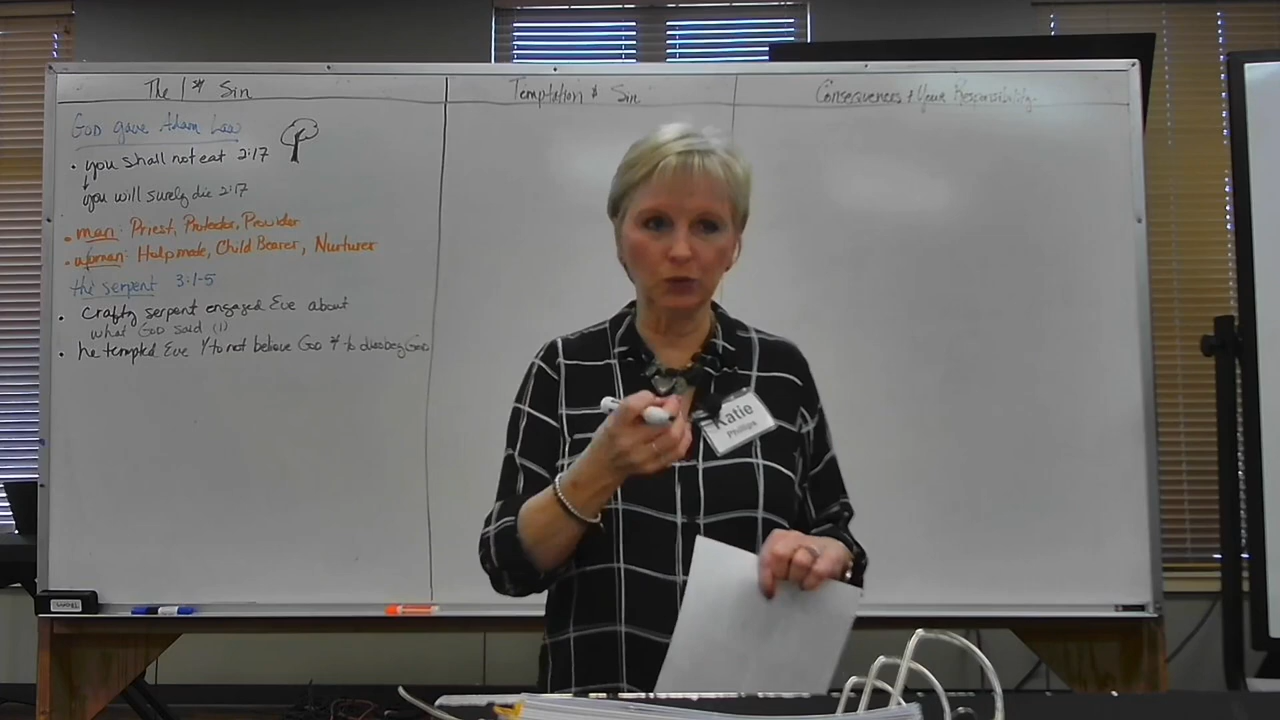 The 1st Sin
Temptation & Sin
Consequences & Your Responsibility
God gave Adam Law
• you shall not eat 2:17
you will surely die 2:17
• man: Priest, Protector, Provider
• woman: Helpmate, Child Bearer, Nurturer
the serpent 3:1-5
• crafty serpent engaged Eve about
what God said (1)
• he tempted Eve to not believe God & to disobey God
Katie
Phillips